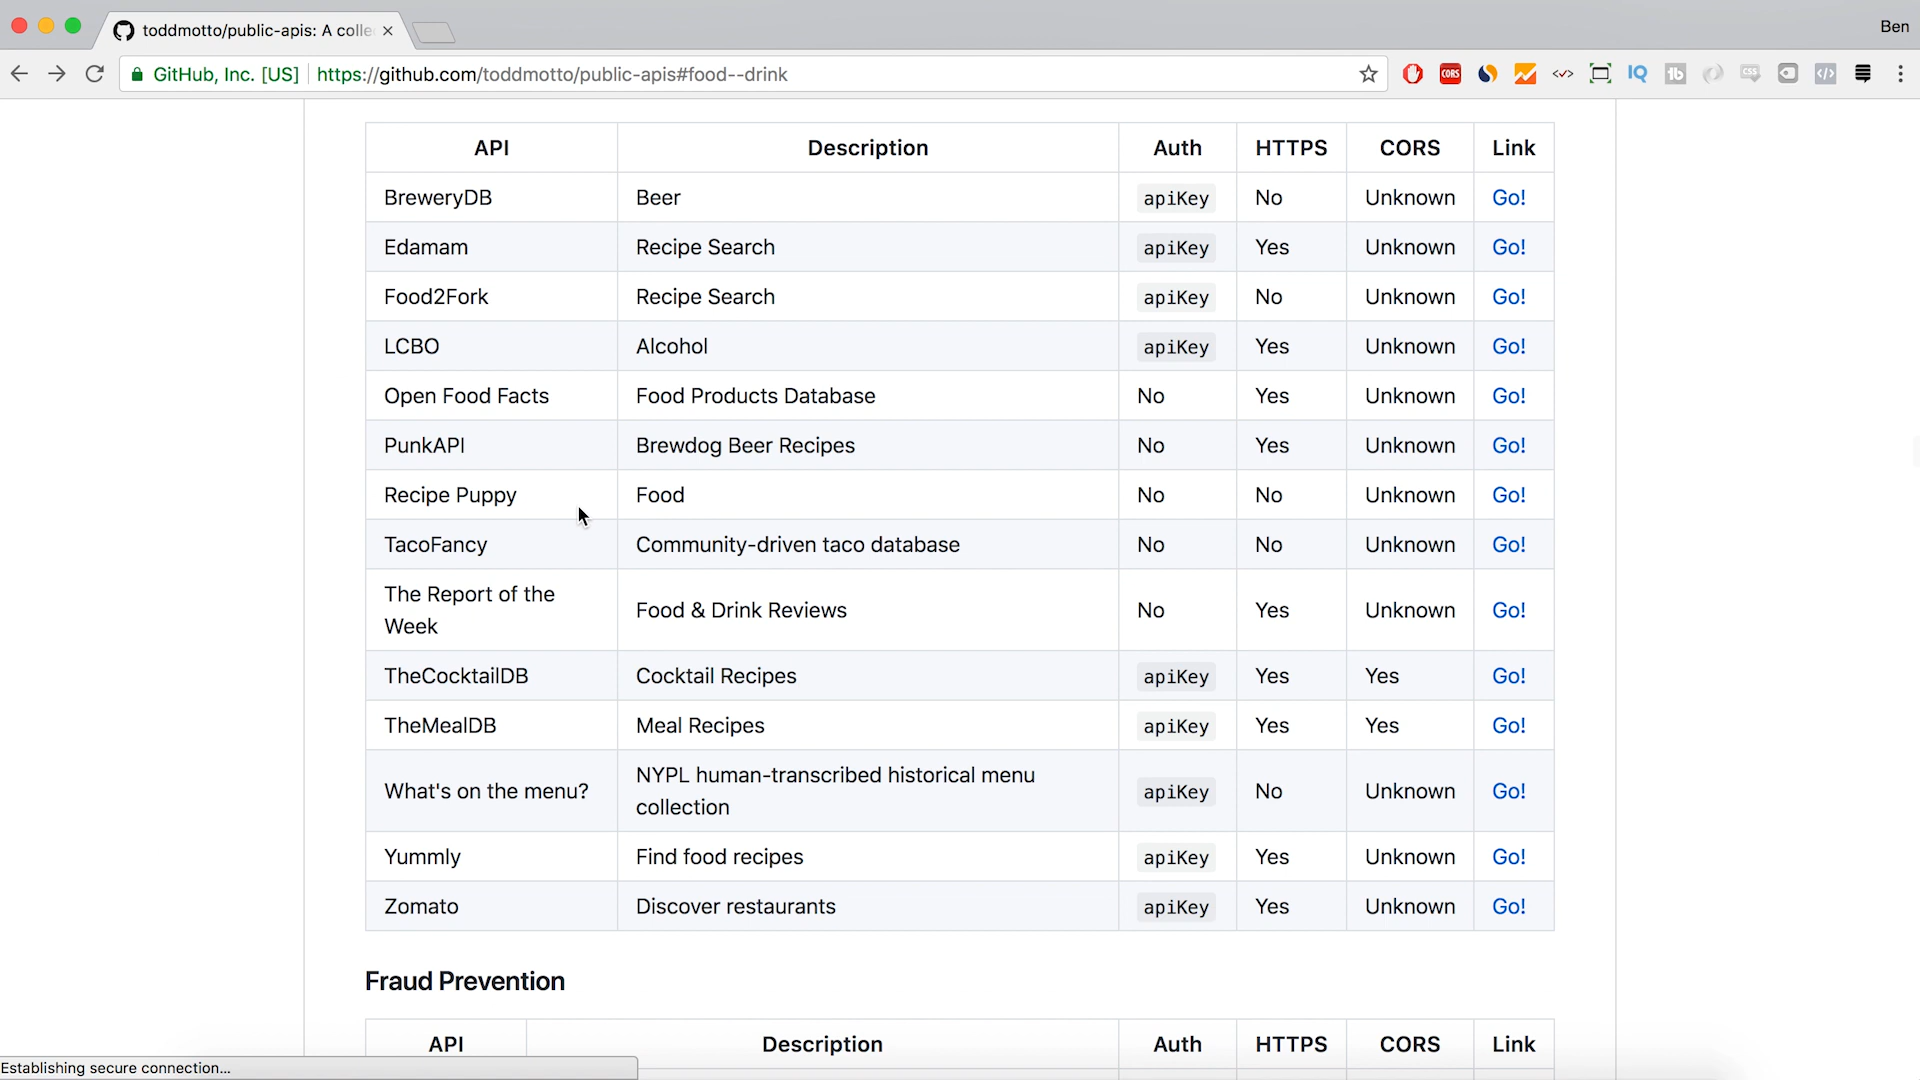 toddmotto/public-apis: A colle
Ben
GitHub, Inc. [US] https://github.com/toddmotto/public-apis#food--drink
API Description Auth HTTPS CORS Link
BreweryDB Beer apiKey No Unknown Go!
Edamam Recipe Search apiKey Yes Unknown Go!
Food2Fork Recipe Search apiKey No Unknown Go!
LCBO Alcohol apiKey Yes Unknown Go!
Open Food Facts Food Products Database No Yes Unknown Go!
PunkAPI Brewdog Beer Recipes No Yes Unknown Go!
Recipe Puppy Food No No Unknown Go!
TacoFancy Community-driven taco database No No Unknown Go!
The Report of the
Week Food & Drink Reviews No Yes Unknown Go!
TheCocktailDB Cocktail Recipes apiKey Yes Yes Go!
TheMealDB Meal Recipes apiKey Yes Yes Go!
What's on the menu? NYPL human-transcribed historical menu
collection apiKey No Unknown Go!
Yummly Find food recipes apiKey Yes Unknown Go!
Zomato Discover restaurants apiKey Yes Unknown Go!
Fraud Prevention
API Description Auth HTTPS CORS Link
Establishing secure connection...